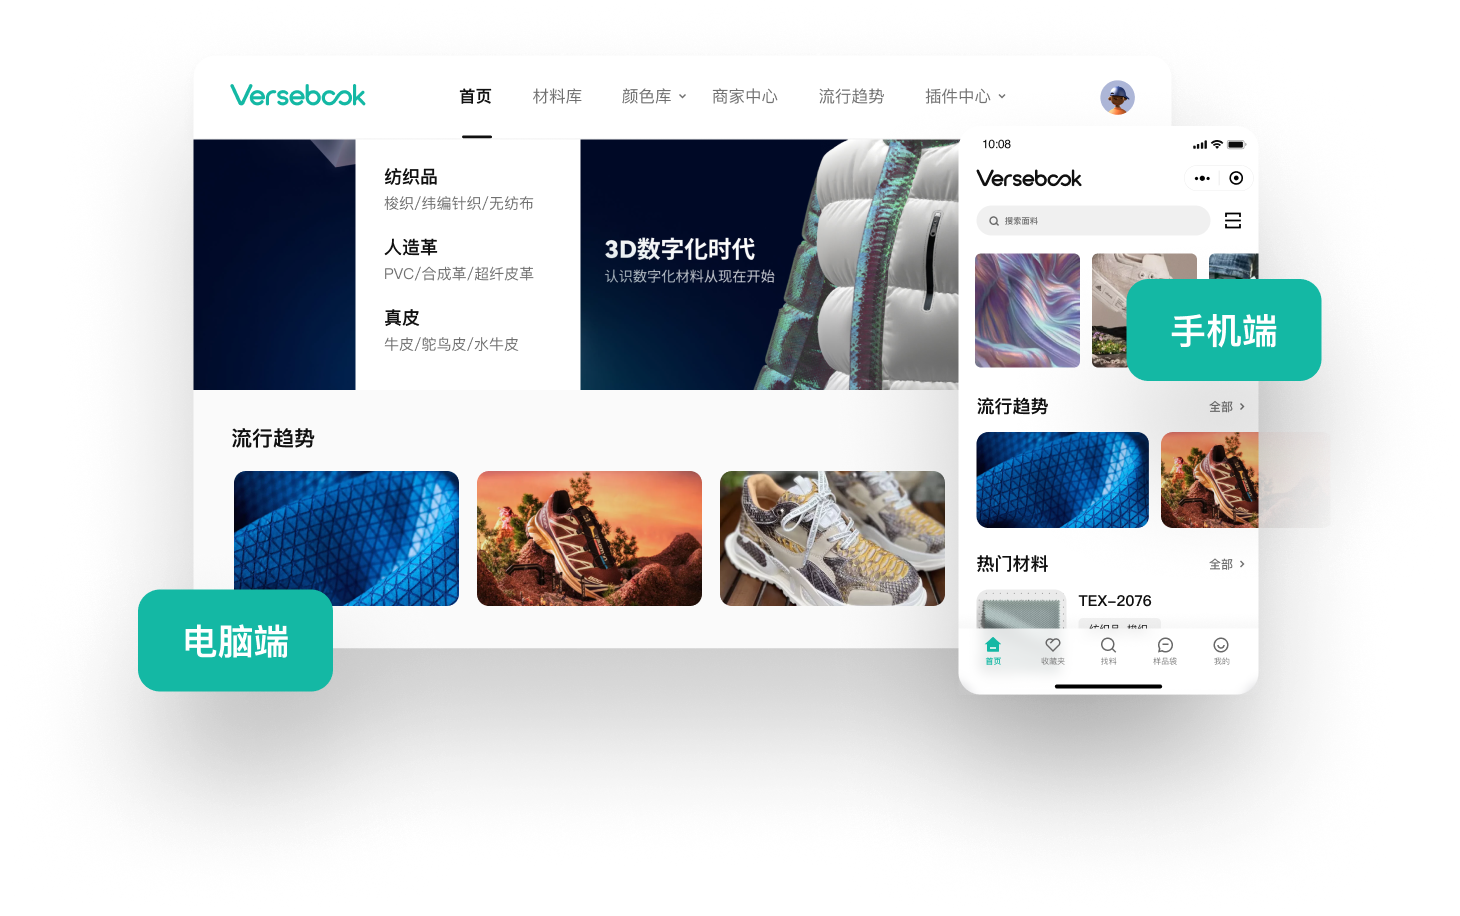 Versebook
首页 材料库 颜色库 商家中心 流行趋势 插件中心
纺织品
梭织/纬编针织/无纺布
人造革
PVC/合成革/超纤皮革
真皮
牛皮/鸵鸟皮/水牛皮
3D数字化时代
认识数字化材料从现在开始
流行趋势
电脑端
10:08
Versebook
搜索面料
手机端
流行趋势 全部
热门材料 全部
TEX-2076
纺织品-梭织
首页 收藏夹 找料 样品袋 我的